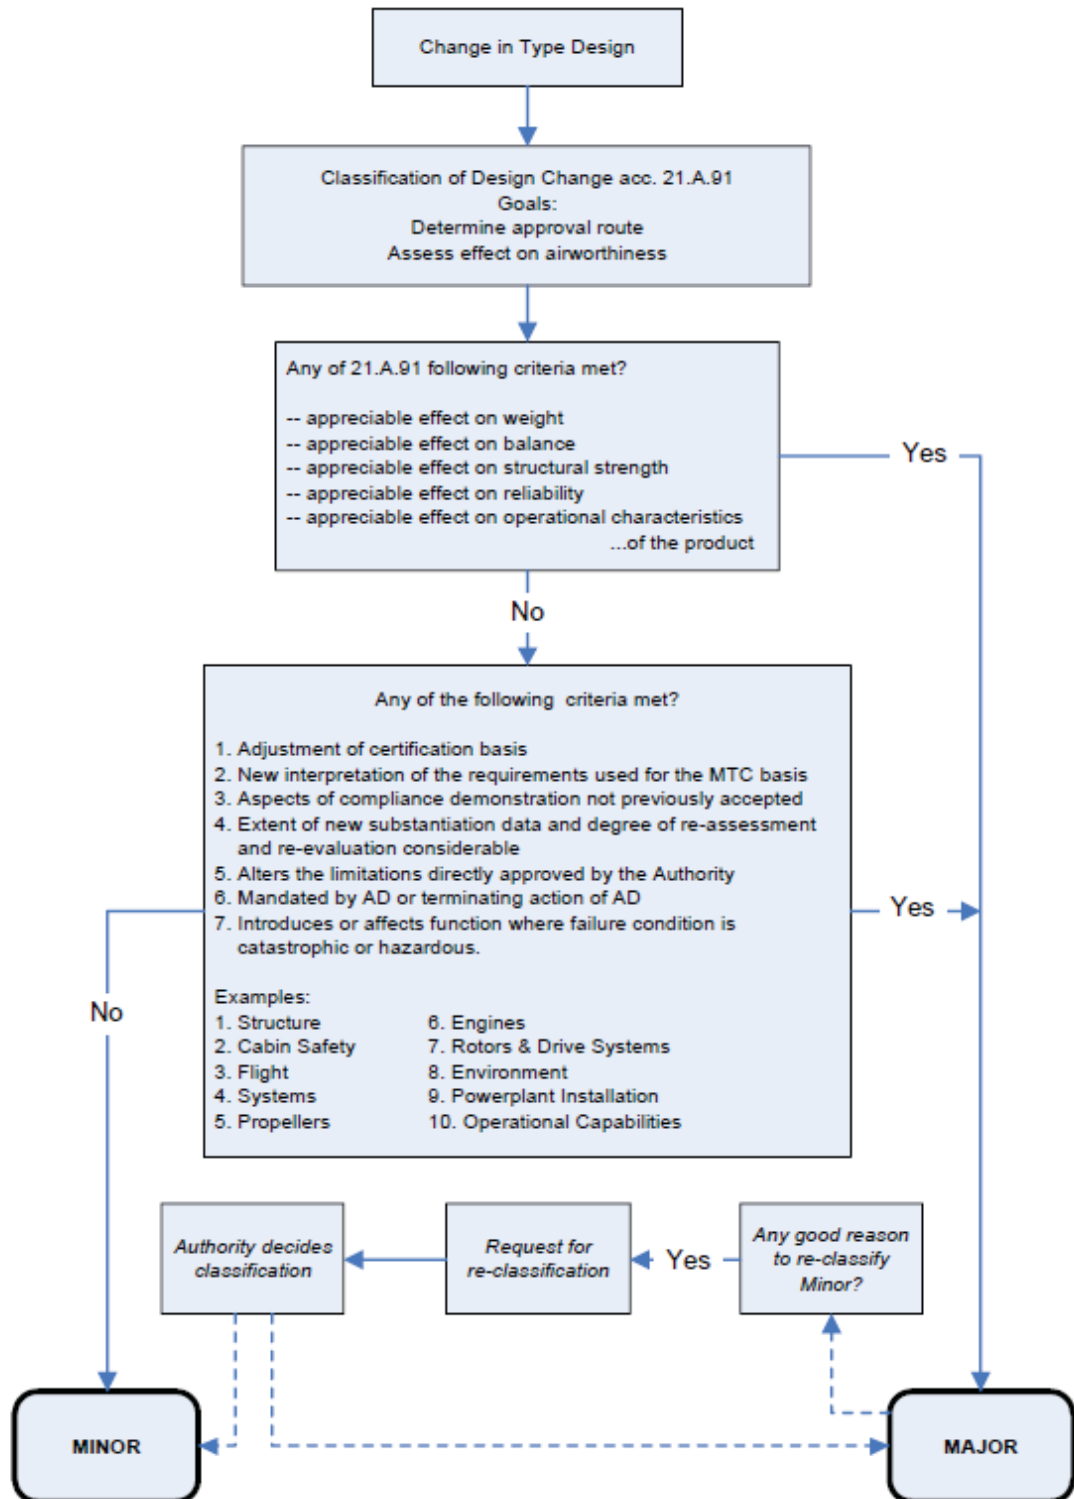 Change in Type Design
Classification of Design Change acc. 21.A.91
Goals:
Determine approval route
Assess effect on airworthiness
Any of 21.A.91 following criteria met?
-- appreciable effect on weight
-- appreciable effect on balance
-- appreciable effect on structural strength
-- appreciable effect on reliability
-- appreciable effect on operational characteristics
...of the product
Yes
No
Any of the following criteria met?
1. Adjustment of certification basis
2. New interpretation of the requirements used for the MTC basis
3. Aspects of compliance demonstration not previously accepted
4. Extent of new substantiation data and degree of re-assessment
and re-evaluation considerable
5. Alters the limitations directly approved by the Authority
6. Mandated by AD or terminating action of AD
7. Introduces or affects function where failure condition is
catastrophic or hazardous.
Examples:
1. Structure
2. Cabin Safety
3. Flight
4. Systems
5. Propellers
6. Engines
7. Rotors & Drive Systems
8. Environment
9. Powerplant Installation
10. Operational Capabilities
Yes
No
Any good reason
to re-classify
Minor?
Yes
Request for
re-classification
Authority decides
classification
MINOR
MAJOR